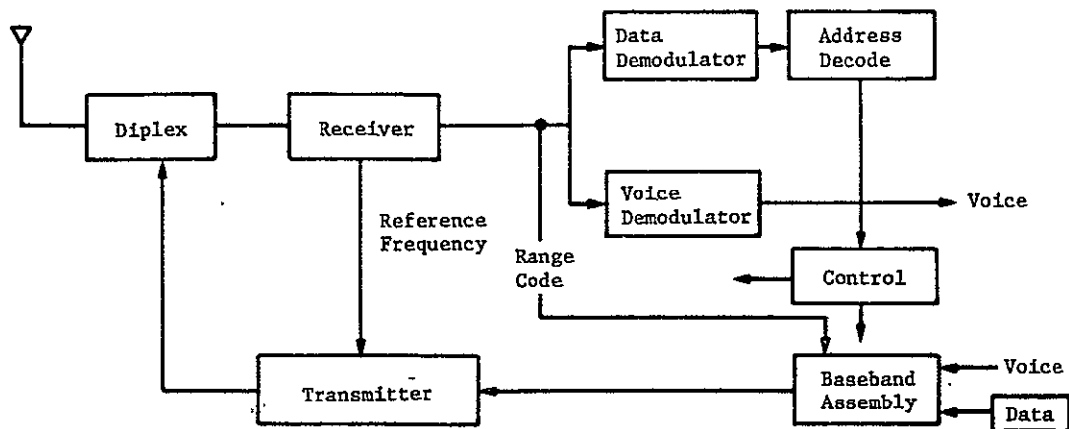 Data
Demodulator
Address
Decode
Diplex
Receiver
Voice
Demodulator
Voice
Reference
Frequency
Range
Code
Control
Transmitter
Baseband
Assembly
Voice
Data